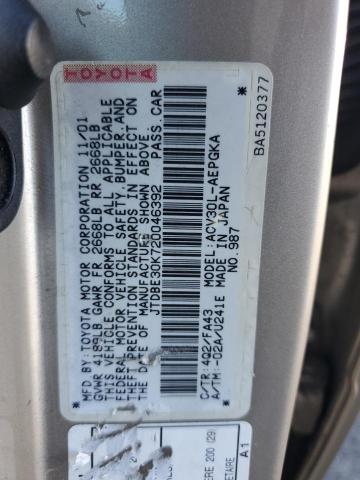 TOYOTA
MFD.BY:TOYOTA MOTOR CORPORATION 11/01
GVWR 4189LB GAWR FR 2668LB RR 2668LB
THIS VEHICLE CONFORMS TO ALL APPLICABLE
FEDERAL MOTOR VEHICLE SAFETY,BUMPER,AND
THEFT PREVENTION STANDARDS IN EFFECT ON
THE DATE OF MANUFACTURE SHOWN ABOVE.
*JTDBE30K720046392* PASS.CAR
C/TR:4Q2/FA43 MODEL:ACV30L-AEPGKA
A/TM:-02A/U241E MADE IN JAPAN
NO.987
BA5120377
A1